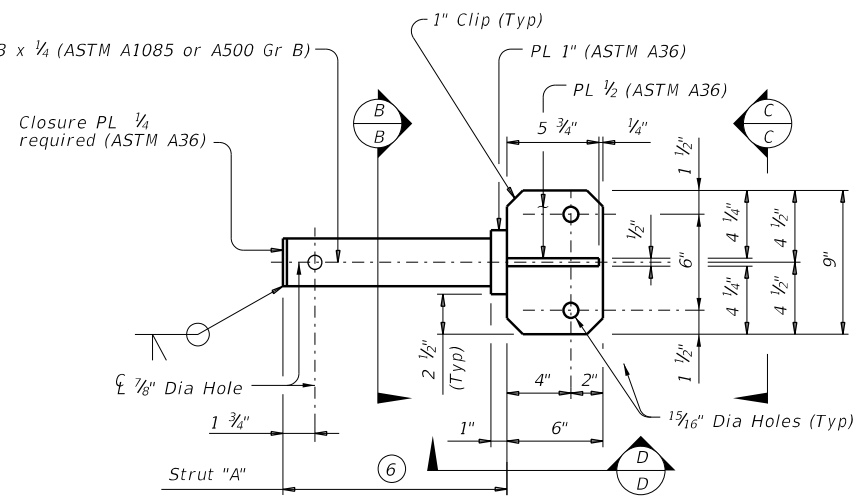 1" Clip (Typ)
3 x ¼ (ASTM A1085 or A500 Gr B)
PL 1" (ASTM A36)
PL ½ (ASTM A36)
Closure PL ¼
required (ASTM A36)
B
B
C
C
5 ¾"
¼"
1 ½"
½"
6"
4 ¼"
4 ½"
9"
4 ¼"
4 ½"
1 ½"
2 ½"
(Typ)
CL ⅞" Dia Hole
4"
2"
15/16" Dia Holes (Typ)
1 ¾"
1"
6"
Strut "A"
6
D
D